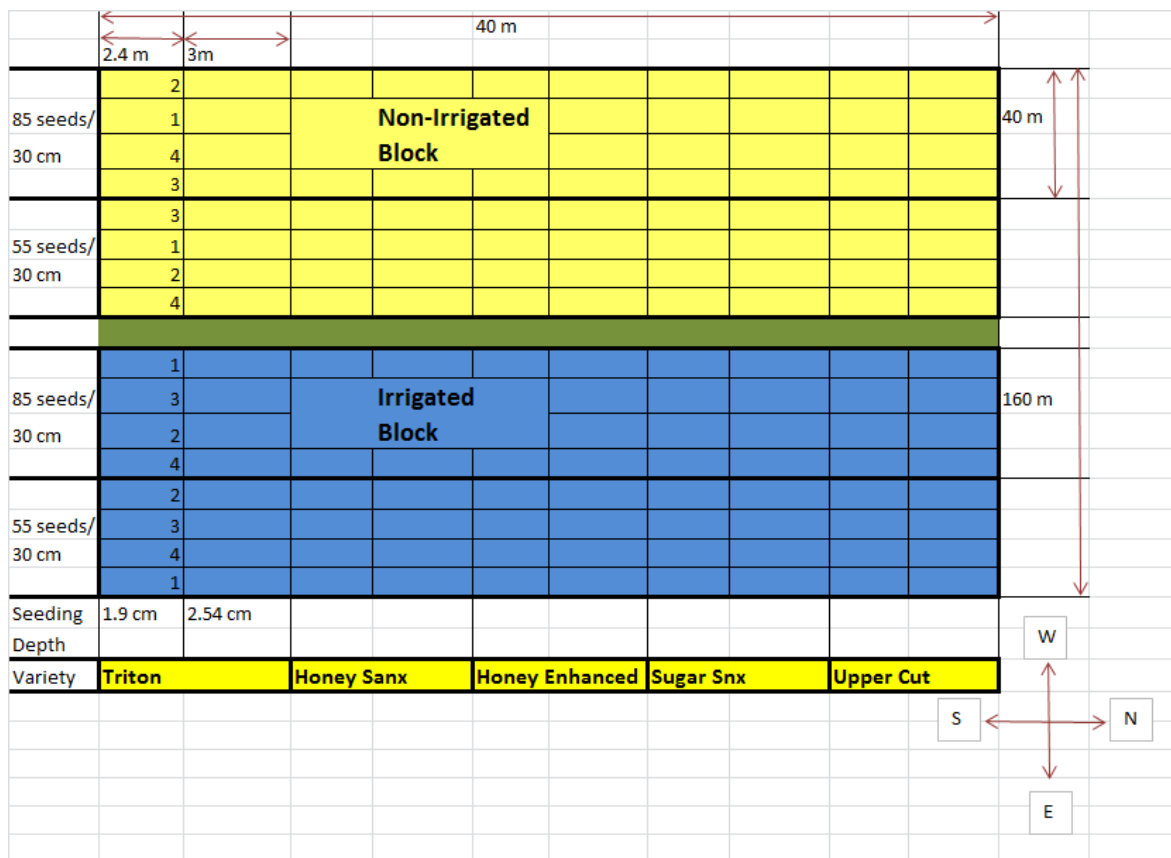 40 m
2.4 m 3m
2
85 seeds/ 1 Non-Irrigated 40 m
30 cm 4 Block
3
3
55 seeds/ 1
30 cm 2
4
1
85 seeds/ 3 Irrigated 160 m
30 cm 2 Block
4
2
55 seeds/ 3
30 cm 4
1
Seeding 1.9 cm 2.54 cm
Depth W
Variety Triton Honey Sanx Honey Enhanced Sugar Snx Upper Cut
S N
E